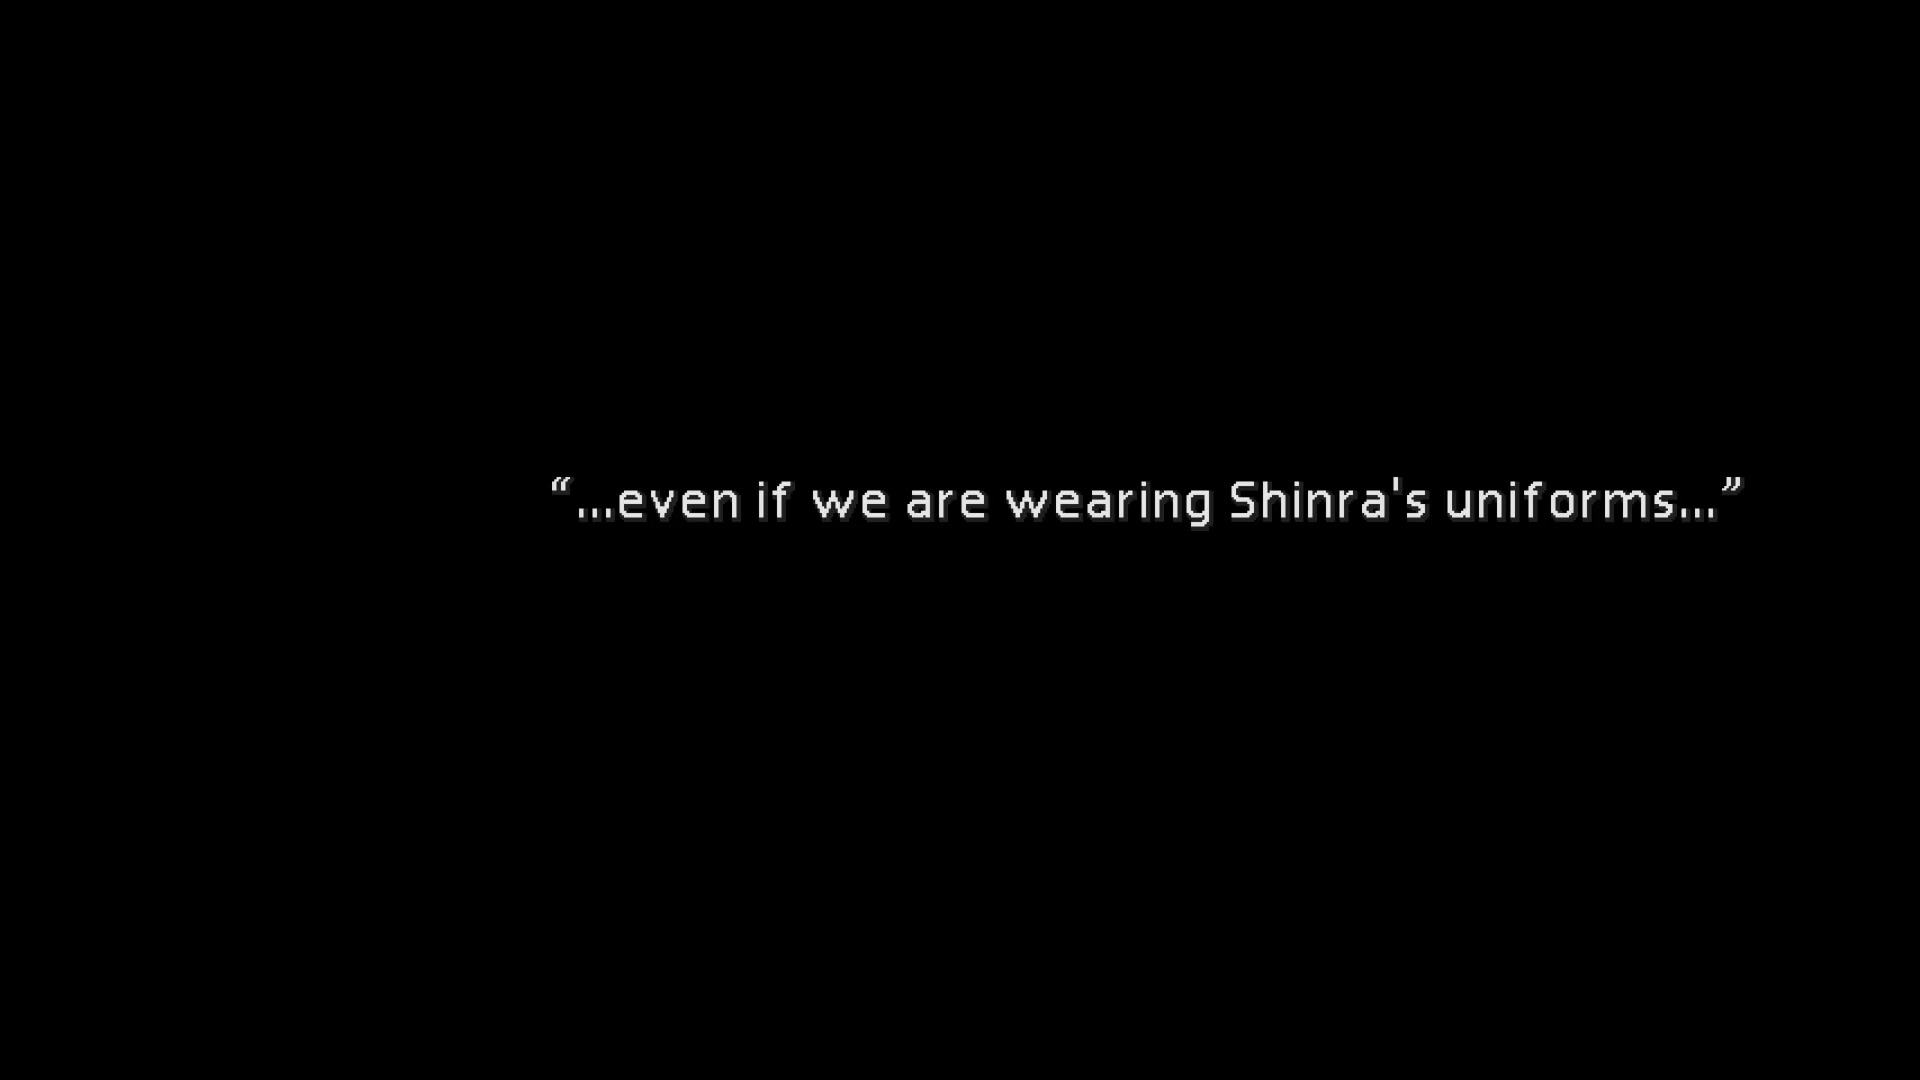 “...even if we are wearing Shinra's uniforms...”